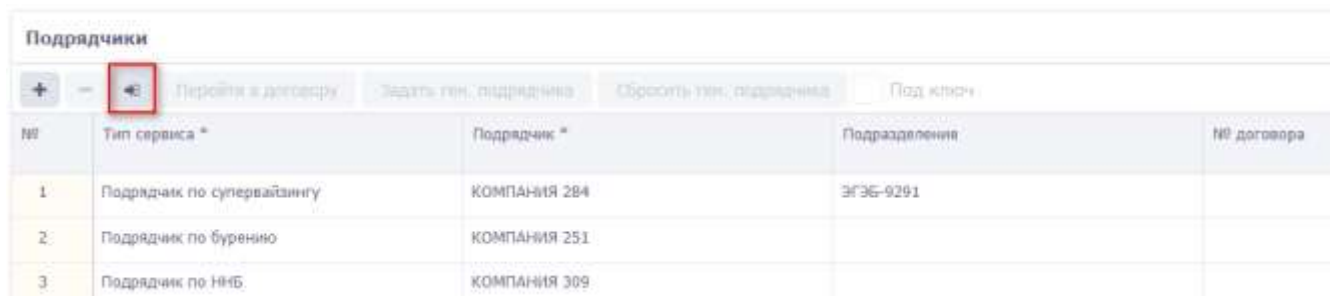 Подрядчики
+ − Перейти к договору Задать ген. подрядчика Сбросить ген. подрядчика Под ключ
№ Тип сервиса * Подрядчик * Подразделения № договора
1 Подрядчик по супервайзингу КОМПАНИЯ 284 ЭГЭБ-9291
2 Подрядчик по бурению КОМПАНИЯ 251
3 Подрядчик по ННБ КОМПАНИЯ 309